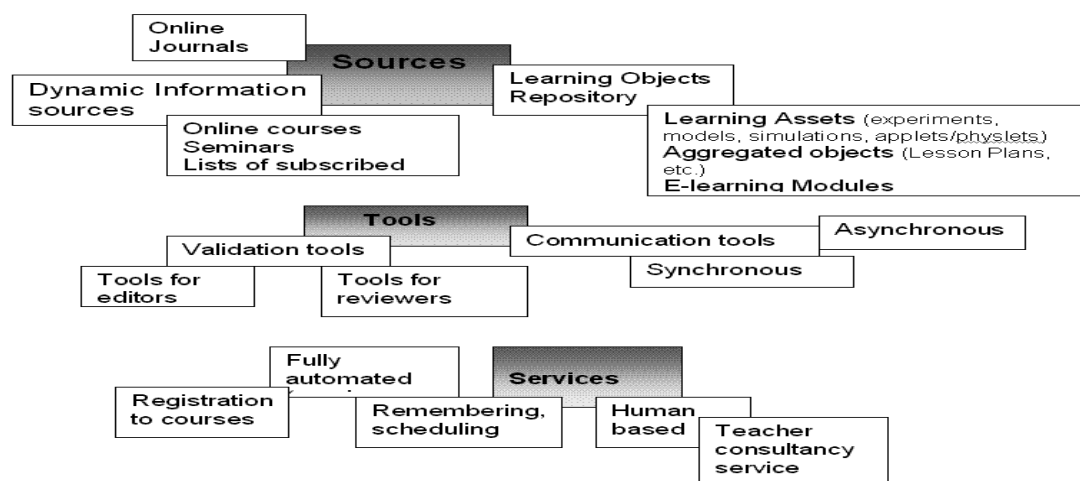 Online
Journals
Sources
Dynamic Information
sources
Learning Objects
Repository
Online courses
Seminars
Lists of subscribed
Learning Assets (experiments,
models, simulations, applets/physlets)
Aggregated objects (Lesson Plans,
etc.)
E-learning Modules
Tools
Validation tools
Communication tools
Asynchronous
Synchronous
Tools for
editors
Tools for
reviewers
Fully
automated
Services
Registration
to courses
Remembering,
scheduling
Human
based
Teacher
consultancy
service